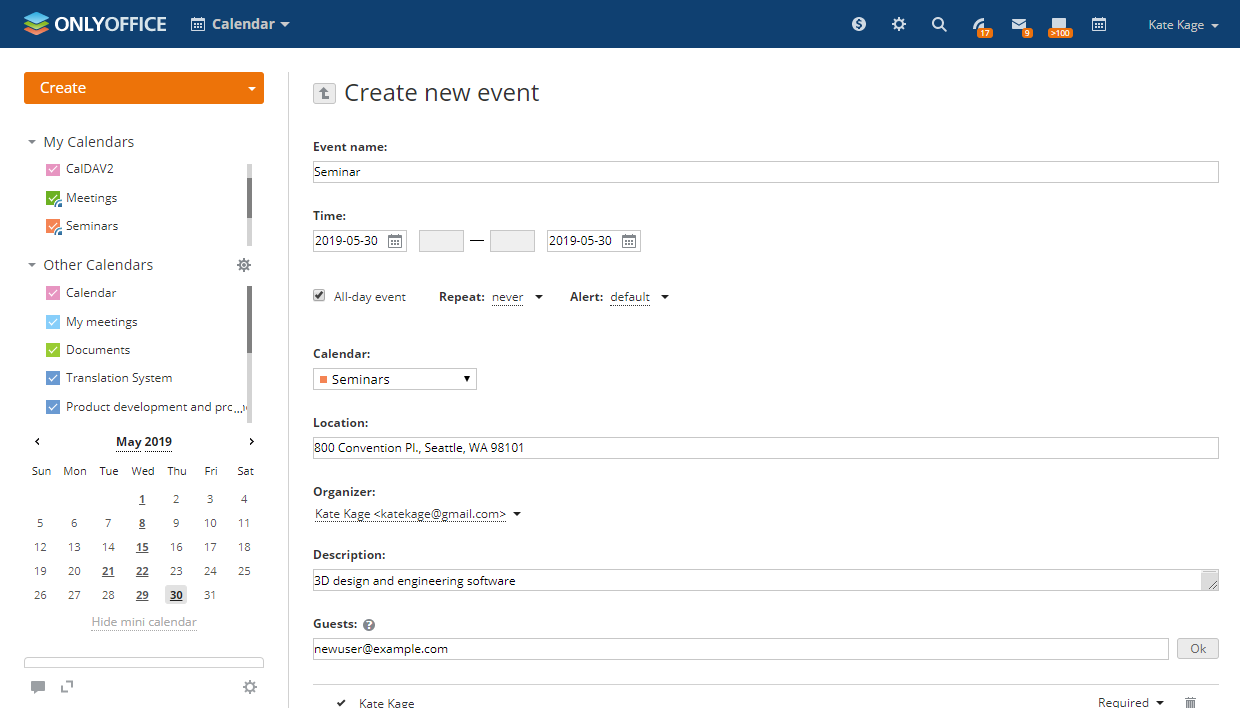 ONLYOFFICE Calendar 17 9 >100 Kate Kage
Create
My Calendars
CalDAV2
Meetings
Seminars
Other Calendars
Calendar
My meetings
Documents
Translation System
Product development and pro...
May 2019
Sun Mon Tue Wed Thu Fri Sat
1 2 3 4
5 6 7 8 9 10 11
12 13 14 15 16 17 18
19 20 21 22 23 24 25
26 27 28 29 30 31
Hide mini calendar
Create new event
Event name:
Seminar
Time:
2019-05-30 — 2019-05-30
All-day event Repeat: never Alert: default
Calendar:
Seminars
Location:
800 Convention Pl., Seattle, WA 98101
Organizer:
Kate Kage <katekage@gmail.com>
Description:
3D design and engineering software
Guests: ?
newuser@example.com Ok
Kate Kage Required